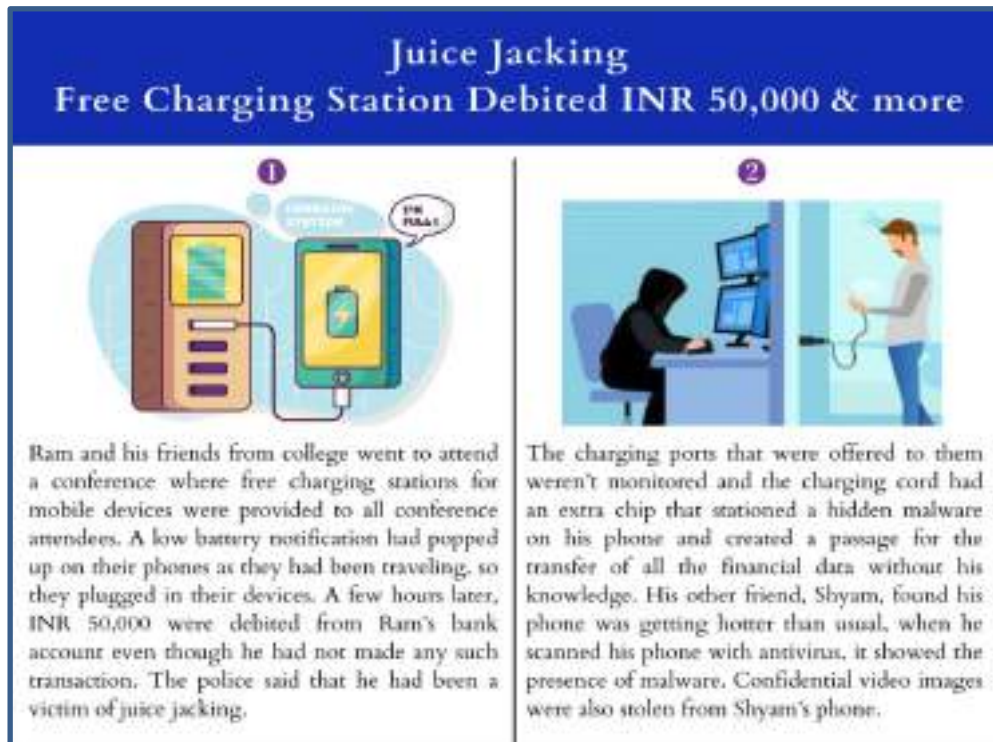 Juice Jacking
Free Charging Station Debited INR 50,000 & more
1
STATION
I'M
FULL!
Ram and his friends from college went to attend
a conference where free charging stations for
mobile devices were provided to all conference
attendees. A low battery notification had popped
up on their phones as they had been traveling, so
they plugged in their devices. A few hours later,
INR 50,000 were debited from Ram's bank
account even though he had not made any such
transaction. The police said that he had been a
victim of juice jacking.
2
The charging ports that were offered to them
weren't monitored and the charging cord had
an extra chip that stationed a hidden malware
on his phone and created a passage for the
transfer of all the financial data without his
knowledge. His other friend, Shyam, found his
phone was getting hotter than usual, when he
scanned his phone with antivirus, it showed the
presence of malware. Confidential video images
were also stolen from Shyam's phone.